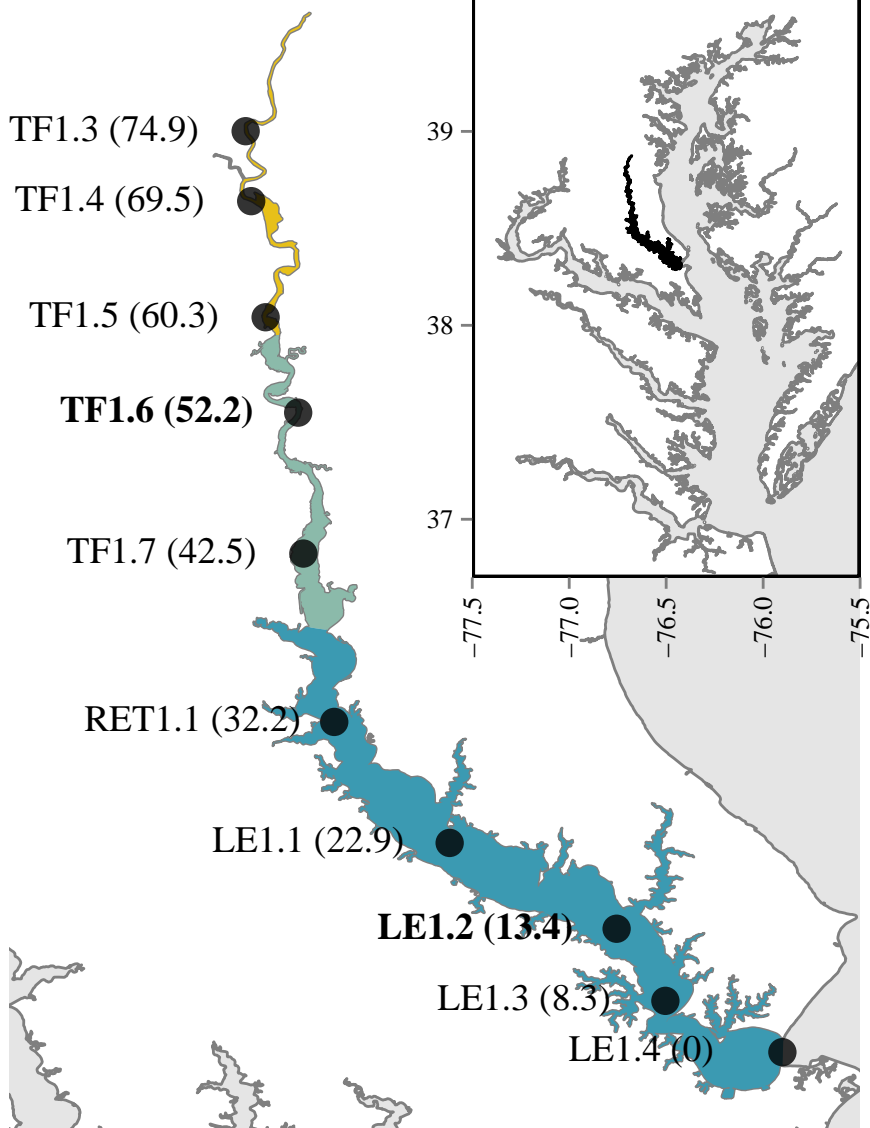 TF1.3 (74.9)
TF1.4 (69.5)
TF1.5 (60.3)
TF1.6 (52.2)
TF1.7 (42.5)
RET1.1 (32.2)
LE1.1 (22.9)
LE1.2 (13.4)
LE1.3 (8.3)
LE1.4 (0)
39
38
37
−77.5
−77.0
−76.5
−76.0
−75.5